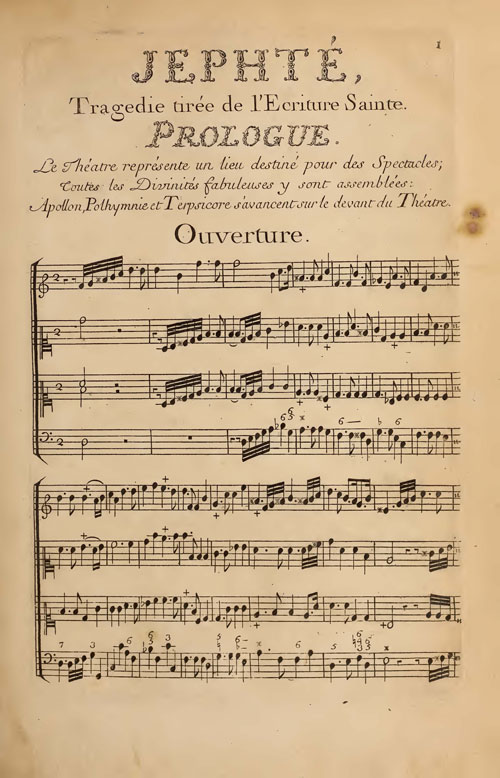 1
JEPHTÉ,
Tragedie tirée de l'Ecriture Sainte.
PROLOGUE.
Le Théatre représente un lieu destiné pour des Spectacles;
toutes les Divinités fabuleuses y sont assemblées:
Apollon, Polhymnie et Terpsicore s'avancent sur le devant du Théatre.
Ouverture.